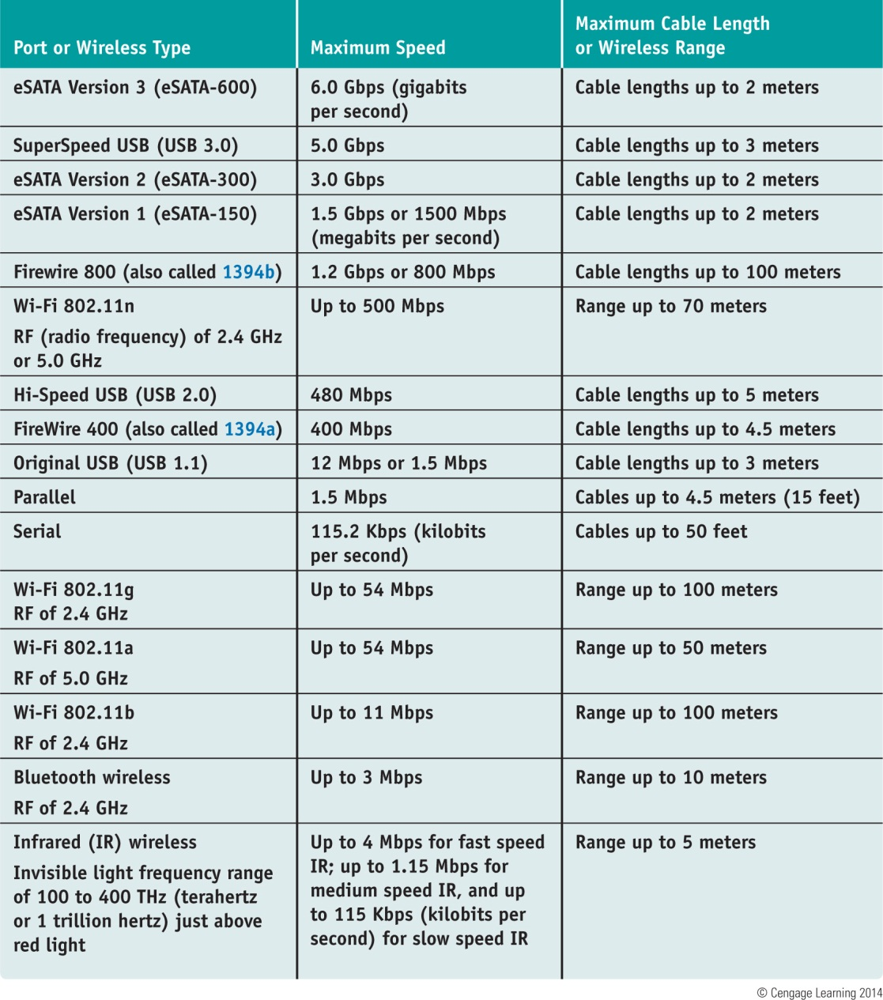 Port or Wireless Type
Maximum Speed
Maximum Cable Length
or Wireless Range
eSATA Version 3 (eSATA-600)
6.0 Gbps (gigabits
per second)
Cable lengths up to 2 meters
SuperSpeed USB (USB 3.0)
5.0 Gbps
Cable lengths up to 3 meters
eSATA Version 2 (eSATA-300)
3.0 Gbps
Cable lengths up to 2 meters
eSATA Version 1 (eSATA-150)
1.5 Gbps or 1500 Mbps
(megabits per second)
Cable lengths up to 2 meters
Firewire 800 (also called 1394b)
1.2 Gbps or 800 Mbps
Cable lengths up to 100 meters
Wi-Fi 802.11n
RF (radio frequency) of 2.4 GHz
or 5.0 GHz
Up to 500 Mbps
Range up to 70 meters
Hi-Speed USB (USB 2.0)
480 Mbps
Cable lengths up to 5 meters
FireWire 400 (also called 1394a)
400 Mbps
Cable lengths up to 4.5 meters
Original USB (USB 1.1)
12 Mbps or 1.5 Mbps
Cable lengths up to 3 meters
Parallel
1.5 Mbps
Cables up to 4.5 meters (15 feet)
Serial
115.2 Kbps (kilobits
per second)
Cables up to 50 feet
Wi-Fi 802.11g
RF of 2.4 GHz
Up to 54 Mbps
Range up to 100 meters
Wi-Fi 802.11a
RF of 5.0 GHz
Up to 54 Mbps
Range up to 50 meters
Wi-Fi 802.11b
RF of 2.4 GHz
Up to 11 Mbps
Range up to 100 meters
Bluetooth wireless
RF of 2.4 GHz
Up to 3 Mbps
Range up to 10 meters
Infrared (IR) wireless
Invisible light frequency range
of 100 to 400 THz (terahertz
or 1 trillion hertz) just above
red light
Up to 4 Mbps for fast speed
IR; up to 1.15 Mbps for
medium speed IR, and up
to 115 Kbps (kilobits per
second) for slow speed IR
Range up to 5 meters
© Cengage Learning 2014